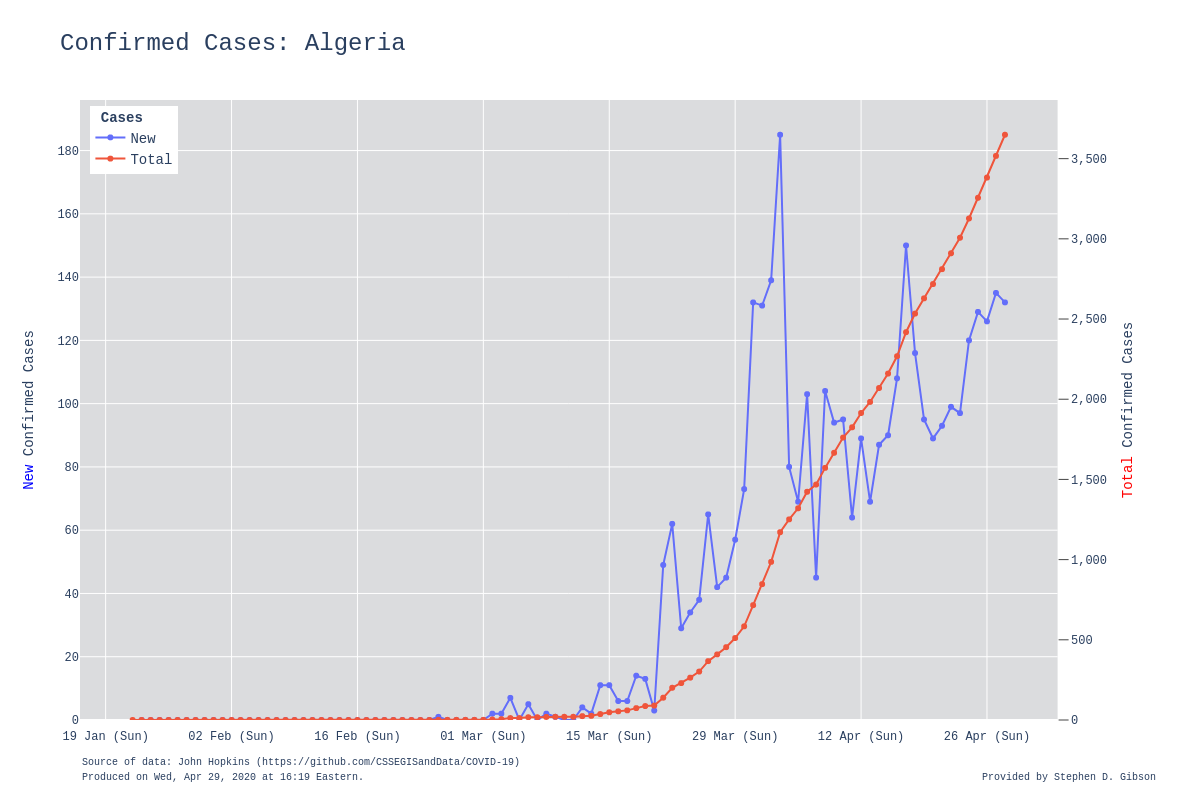 Confirmed Cases: Algeria
Cases
New
Total
180
160
140
120
100
80
60
40
20
0
New Confirmed Cases
3,500
3,000
2,500
2,000
1,500
1,000
500
0
Total Confirmed Cases
19 Jan (Sun) 02 Feb (Sun) 16 Feb (Sun) 01 Mar (Sun) 15 Mar (Sun) 29 Mar (Sun) 12 Apr (Sun) 26 Apr (Sun)
Source of data: John Hopkins (https://github.com/CSSEGISandData/COVID-19)
Produced on Wed, Apr 29, 2020 at 16:19 Eastern.
Provided by Stephen D. Gibson